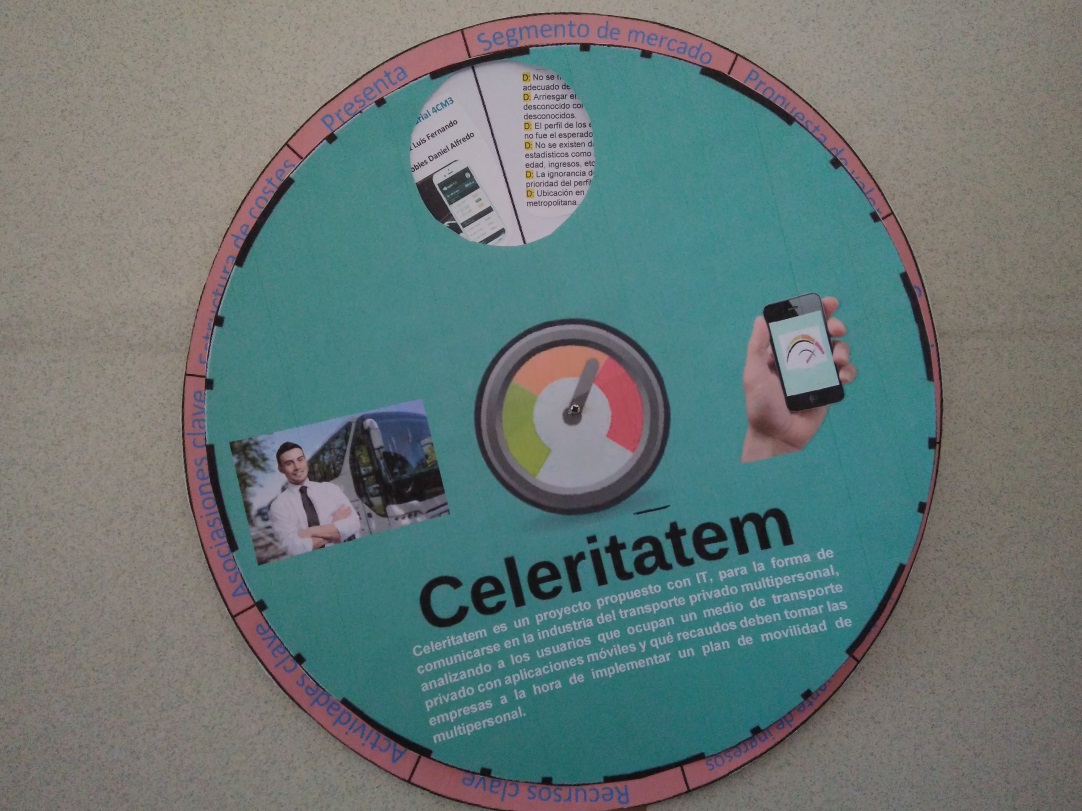 Segmento de mercado
Propuesta de valor
Presenta
Estructura de costes
Asociasiones clave
Actividades clave
Recursos clave
de ingresos
4CM3
Luis Fernando
Daniel Alfredo
D: No se
adecuado de
D: Arriesgar el
desconocido con
desconocidos.
D: El perfil de los
no fue el esperado
D: No se existen
estadísticos como
edad, ingresos, etc
D: La ignorancia
prioridad del perfil
D: Ubicación en
metropolitana
Celeritatem
Celeritatem es un proyecto propuesto con IT, para la forma de
comunicarse en la industria del transporte privado multipersonal,
analizando a los usuarios que ocupan un medio de transporte
privado con aplicaciones móviles y qué recaudos deben tomar las
empresas a la hora de implementar un plan de movilidad de
multipersonal.